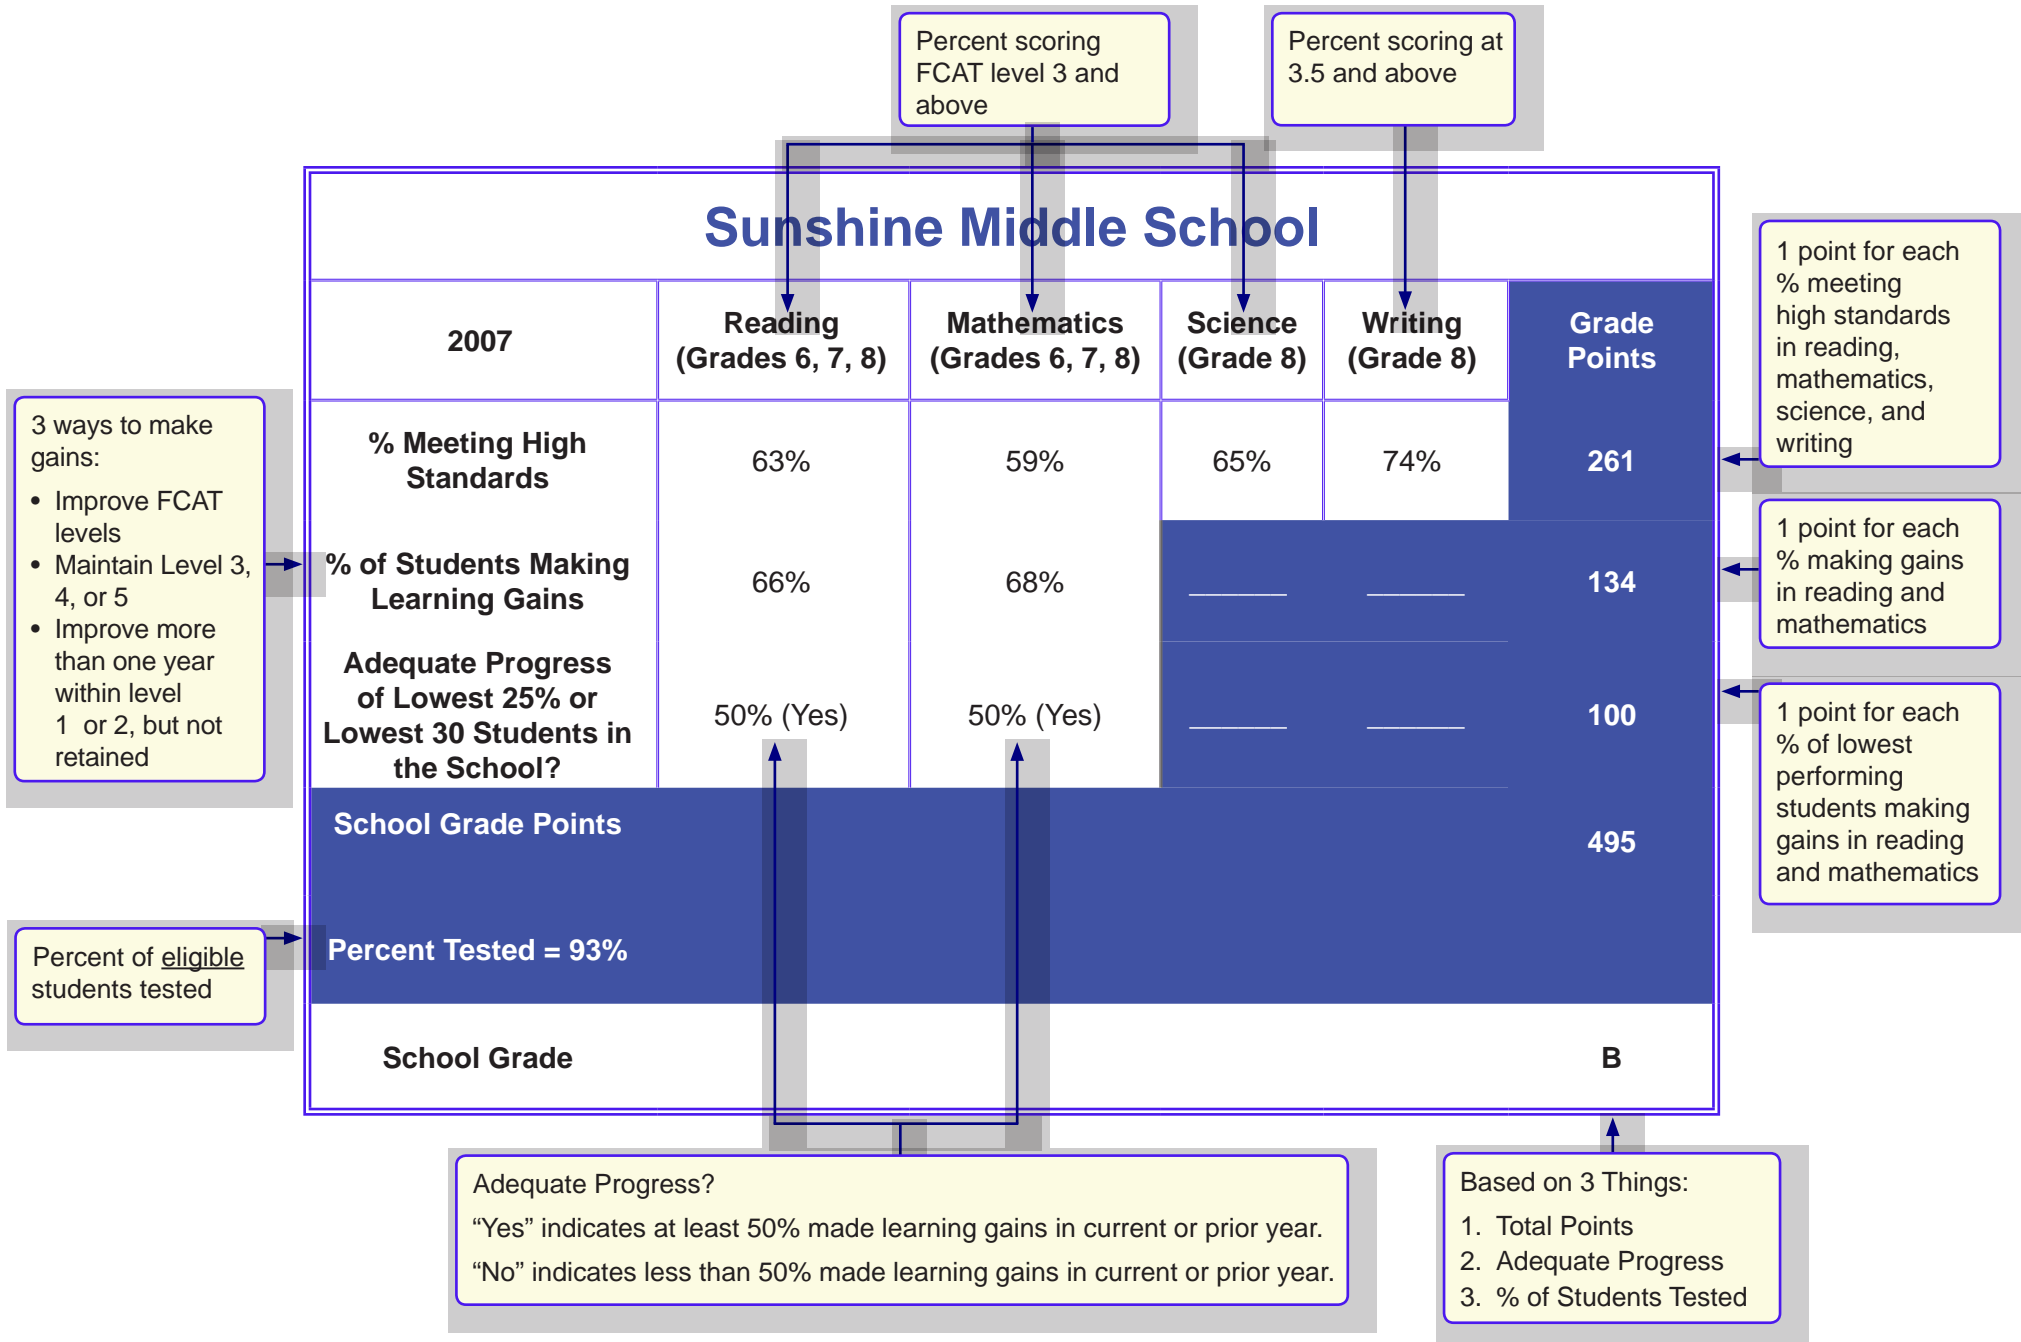 Percent scoring
FCAT level 3 and
above
Percent scoring at
3.5 and above
Sunshine Middle School
2007
Reading
(Grades 6, 7, 8)
Mathematics
(Grades 6, 7, 8)
Science
(Grade 8)
Writing
(Grade 8)
Grade
Points
% Meeting High
Standards
63%
59%
65%
74%
261
% of Students Making
Learning Gains
66%
68%
______
______
134
Adequate Progress
of Lowest 25% or
Lowest 30 Students in
the School?
50% (Yes)
50% (Yes)
______
______
100
School Grade Points
495
Percent Tested = 93%
School Grade
B
3 ways to make
gains:
• Improve FCAT
levels
• Maintain Level 3,
4, or 5
• Improve more
than one year
within level
1 or 2, but not
retained
Percent of eligible
students tested
1 point for each
% meeting
high standards
in reading,
mathematics,
science, and
writing
1 point for each
% making gains
in reading and
mathematics
1 point for each
% of lowest
performing
students making
gains in reading
and mathematics
Adequate Progress?
“Yes” indicates at least 50% made learning gains in current or prior year.
“No” indicates less than 50% made learning gains in current or prior year.
Based on 3 Things:
1. Total Points
2. Adequate Progress
3. % of Students Tested